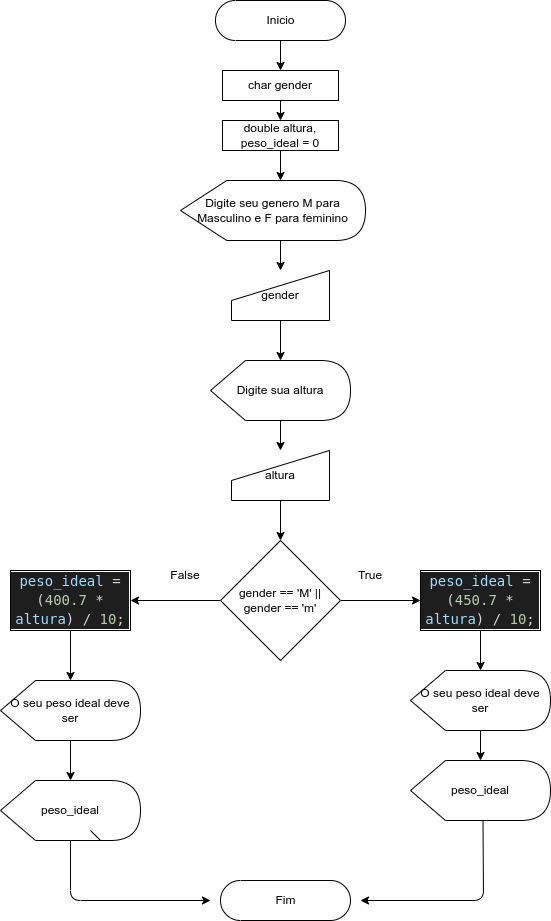 Inicio
char gender
double altura,
peso_ideal = 0
Digite seu genero M para
Masculino e F para feminino
gender
Digite sua altura
altura
gender == 'M' ||
gender == 'm'
False
True
peso_ideal =
(400.7 *
altura) / 10;
peso_ideal =
(450.7 *
altura) / 10;
O seu peso ideal deve
ser
O seu peso ideal deve
ser
peso_ideal
peso_ideal
Fim